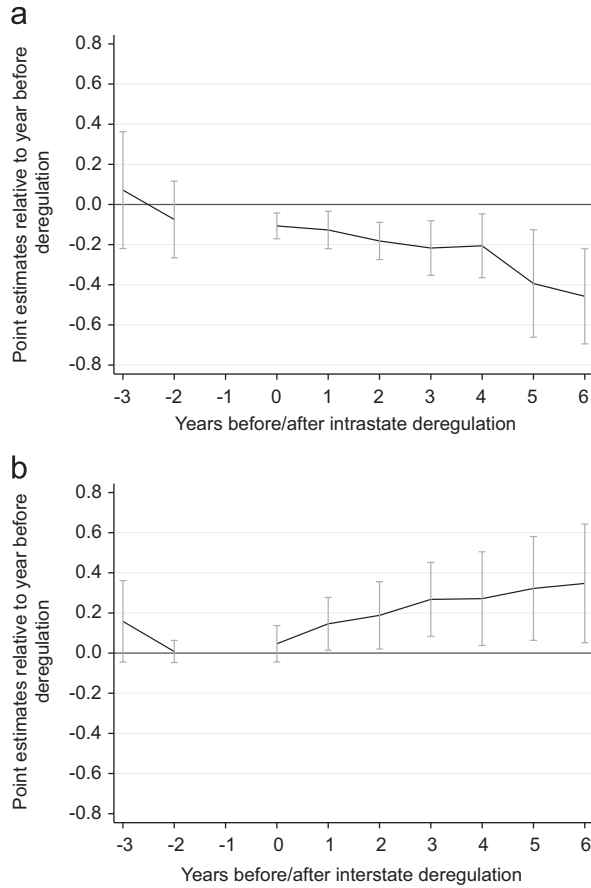 a
Point estimates relative to year before
deregulation
0.8
0.6
0.4
0.2
0.0
-0.2
-0.4
-0.6
-0.8
-3 -2 -1 0 1 2 3 4 5 6
Years before/after intrastate deregulation
b
Point estimates relative to year before
deregulation
0.8
0.6
0.4
0.2
0.0
-0.2
-0.4
-0.6
-0.8
-3 -2 -1 0 1 2 3 4 5 6
Years before/after interstate deregulation